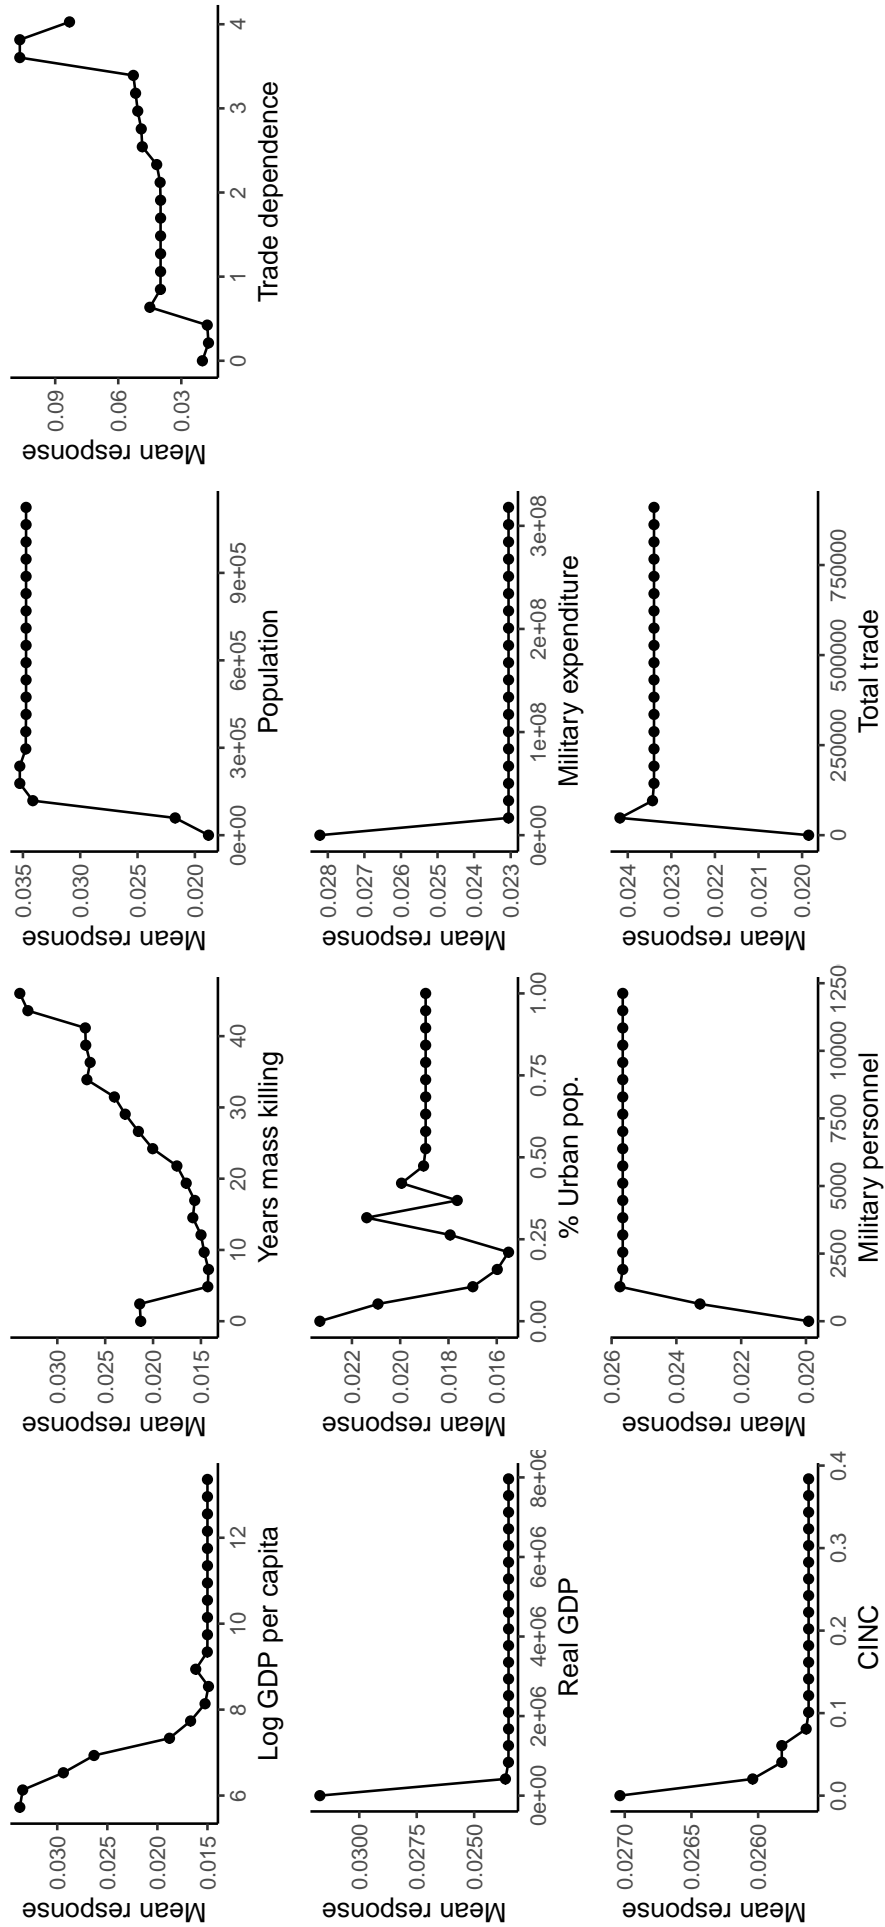 Mean response
0.030
0.025
0.020
0.015
6 8 10 12
Log GDP per capita
Mean response
0.030
0.025
0.020
0.015
0 10 20 30 40
Years mass killing
Mean response
0.035
0.030
0.025
0.020
0e+00 3e+05 6e+05 9e+05
Population
Mean response
0.09
0.06
0.03
0 1 2 3 4
Trade dependence
Mean response
0.0300
0.0275
0.0250
0e+00 2e+06 4e+06 6e+06 8e+06
Real GDP
Mean response
0.022
0.020
0.018
0.016
0.00 0.25 0.50 0.75 1.00
% Urban pop.
Mean response
0.028
0.027
0.026
0.025
0.024
0.023
0e+00 1e+08 2e+08 3e+08
Military expenditure
Mean response
0.0270
0.0265
0.0260
0.0 0.1 0.2 0.3 0.4
CINC
Mean response
0.026
0.024
0.022
0.020
0 2500 5000 7500 10000 1250
Military personnel
Mean response
0.024
0.023
0.022
0.021
0.020
0 250000 500000 750000
Total trade